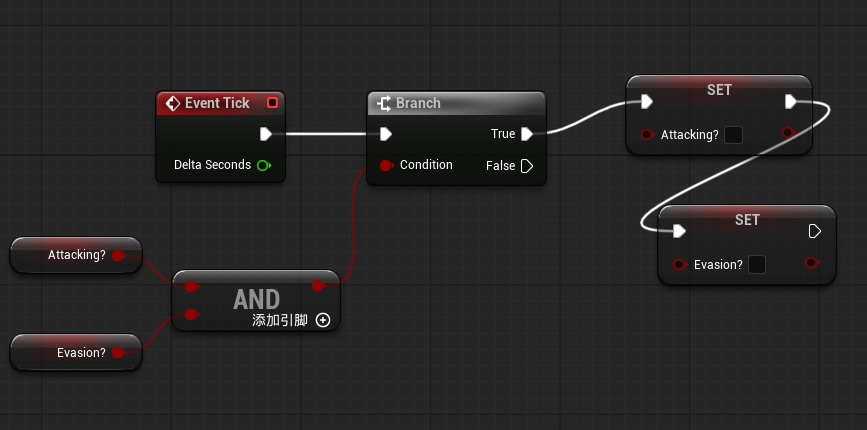 Event Tick
Delta Seconds
Branch
True
Condition
False
SET
Attacking?
SET
Evasion?
Attacking?
AND
添加引脚
Evasion?